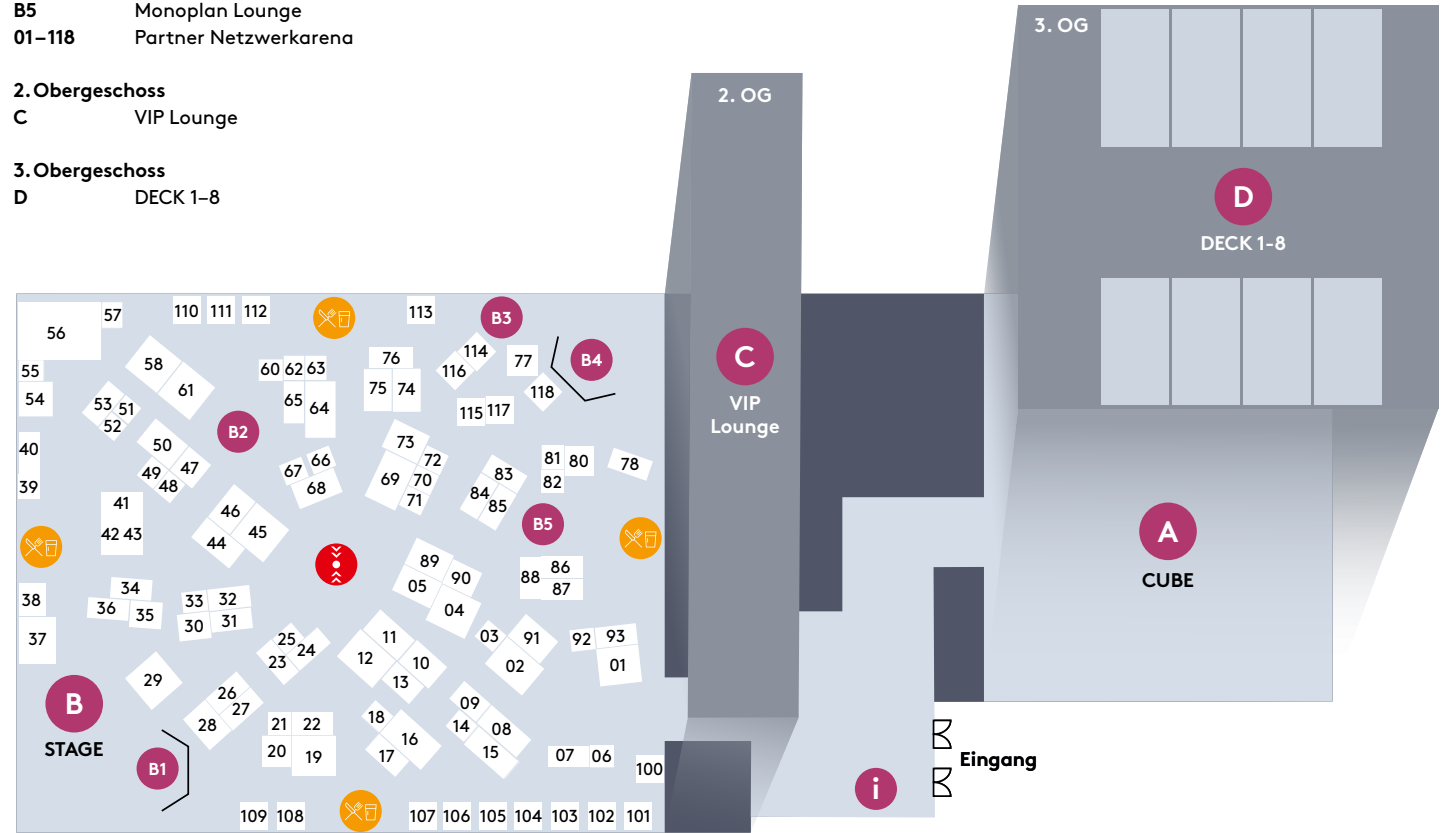 B5 Monoplan Lounge
01–118 Partner Netzwerkarena
2. Obergeschoss
C VIP Lounge
3. Obergeschoss
D DECK 1–8
3. OG
2. OG
D
DECK 1-8
57 110 111 112 113 B3
56
114
76 77 B4
C
58 60 62 63 116
55
61 75 74 118
VIP
Lounge
54 53 51 65 64 115 117
52
B2
50 73
40 66 72 81 80 78
49 47 67 69 70 83
48 68 82
39 84
41 46 71 85
42 43 45 B5
44
A
CUBE
89 86
90 88
05 87
34
38 33 32 04
36 35
30 31
37 25 11 03 91 92 93
24
23 12 10 02 01
29 13
26
B 27 09
STAGE 28 21 22 18 14 08
16
B1 20 19 17 15 07 06
100
Eingang
i
109 108 107 106 105 104 103 102 101